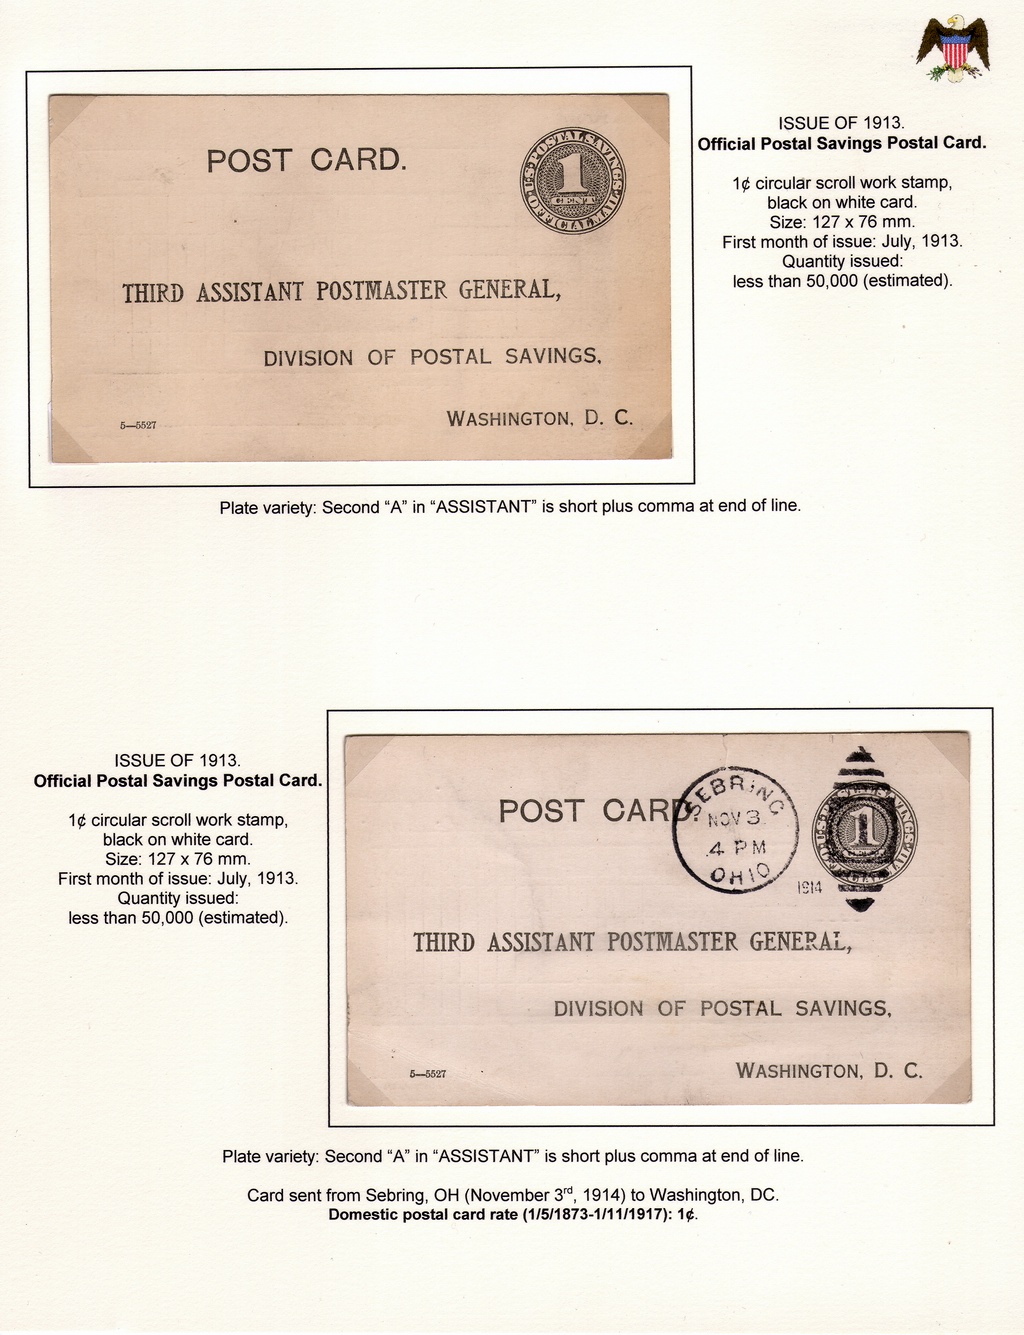 ISSUE OF 1913.
Official Postal Savings Postal Card.
1¢ circular scroll work stamp,
black on white card.
Size: 127 x 76 mm.
First month of issue: July, 1913.
Quantity issued:
less than 50,000 (estimated).
POST CARD.
1
CENT
THIRD ASSISTANT POSTMASTER GENERAL,
DIVISION OF POSTAL SAVINGS,
WASHINGTON, D. C.
5—5527
Plate variety: Second “A” in “ASSISTANT” is short plus comma at end of line.
ISSUE OF 1913.
Official Postal Savings Postal Card.
1¢ circular scroll work stamp,
black on white card.
Size: 127 x 76 mm.
First month of issue: July, 1913.
Quantity issued:
less than 50,000 (estimated).
POST CARD.
SEBRING
NOV 3
4 PM
OHIO
1914
1
THIRD ASSISTANT POSTMASTER GENERAL,
DIVISION OF POSTAL SAVINGS,
WASHINGTON, D. C.
5—5527
Plate variety: Second “A” in “ASSISTANT” is short plus comma at end of line.
Card sent from Sebring, OH (November 3rd, 1914) to Washington, DC.
Domestic postal card rate (1/5/1873-1/11/1917): 1¢.